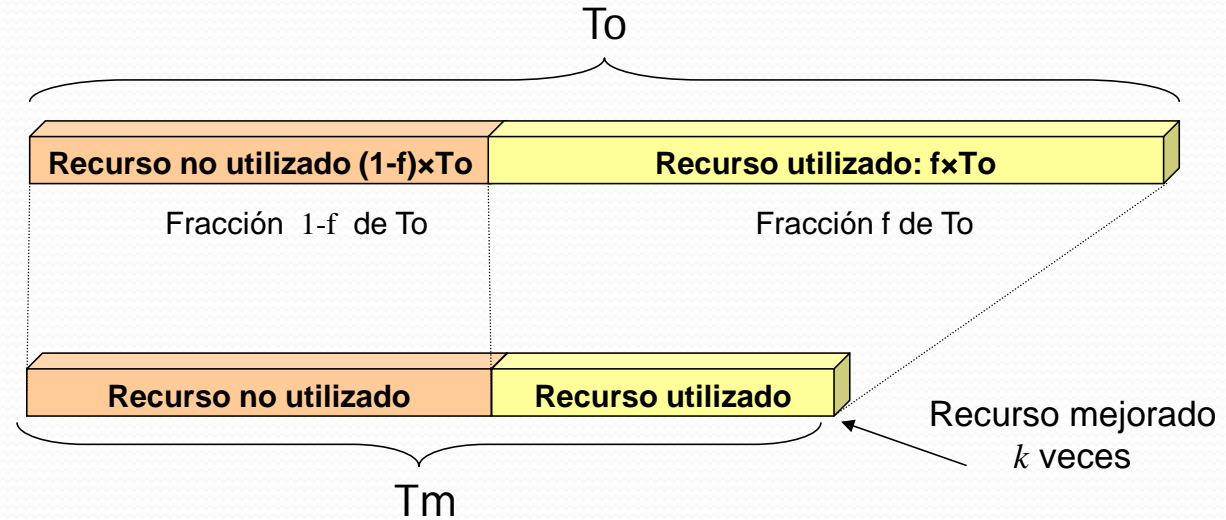 To
Recurso no utilizado (1-f)×To
Recurso utilizado: f×To
Fracción 1-f de To
Fracción f de To
Recurso no utilizado
Recurso utilizado
Recurso mejorado
k veces
Tm